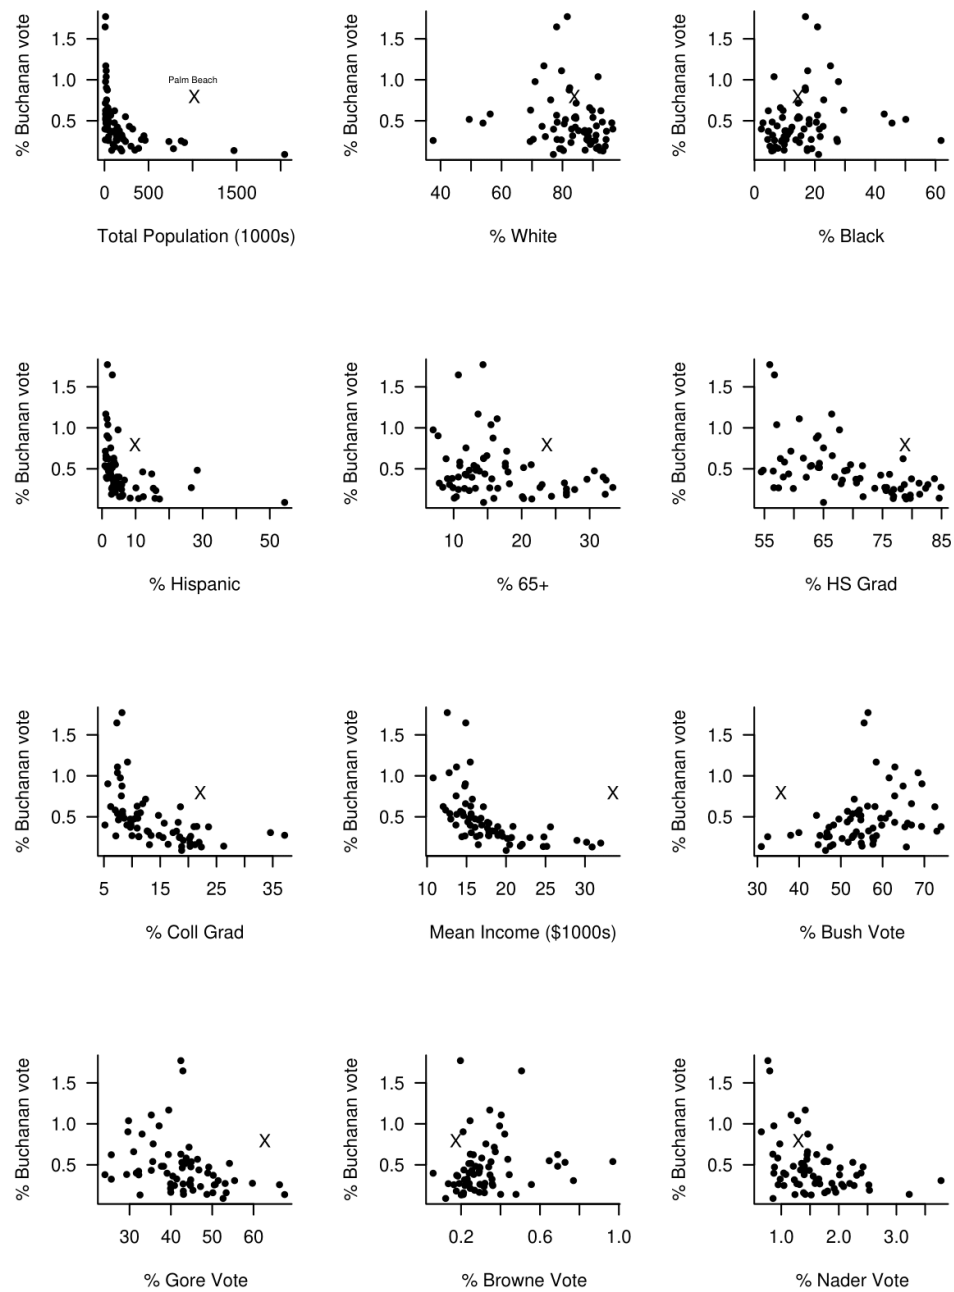 % Buchanan vote
1.5
1.0
0.5
Palm Beach
X
0 500 1500
Total Population (1000s)
% Buchanan vote
1.5
1.0
0.5
X
40 60 80
% White
% Buchanan vote
1.5
1.0
0.5
X
0 20 40 60
% Black
% Buchanan vote
1.5
1.0
0.5
X
0 10 30 50
% Hispanic
% Buchanan vote
1.5
1.0
0.5
X
10 20 30
% 65+
% Buchanan vote
1.5
1.0
0.5
X
55 65 75 85
% HS Grad
% Buchanan vote
1.5
1.0
0.5
X
5 15 25 35
% Coll Grad
% Buchanan vote
1.5
1.0
0.5
X
10 15 20 25 30
Mean Income ($1000s)
% Buchanan vote
1.5
1.0
0.5
X
30 40 50 60 70
% Bush Vote
% Buchanan vote
1.5
1.0
0.5
X
30 40 50 60
% Gore Vote
% Buchanan vote
1.5
1.0
0.5
X
0.2 0.6 1.0
% Browne Vote
% Buchanan vote
1.5
1.0
0.5
X
1.0 2.0 3.0
% Nader Vote